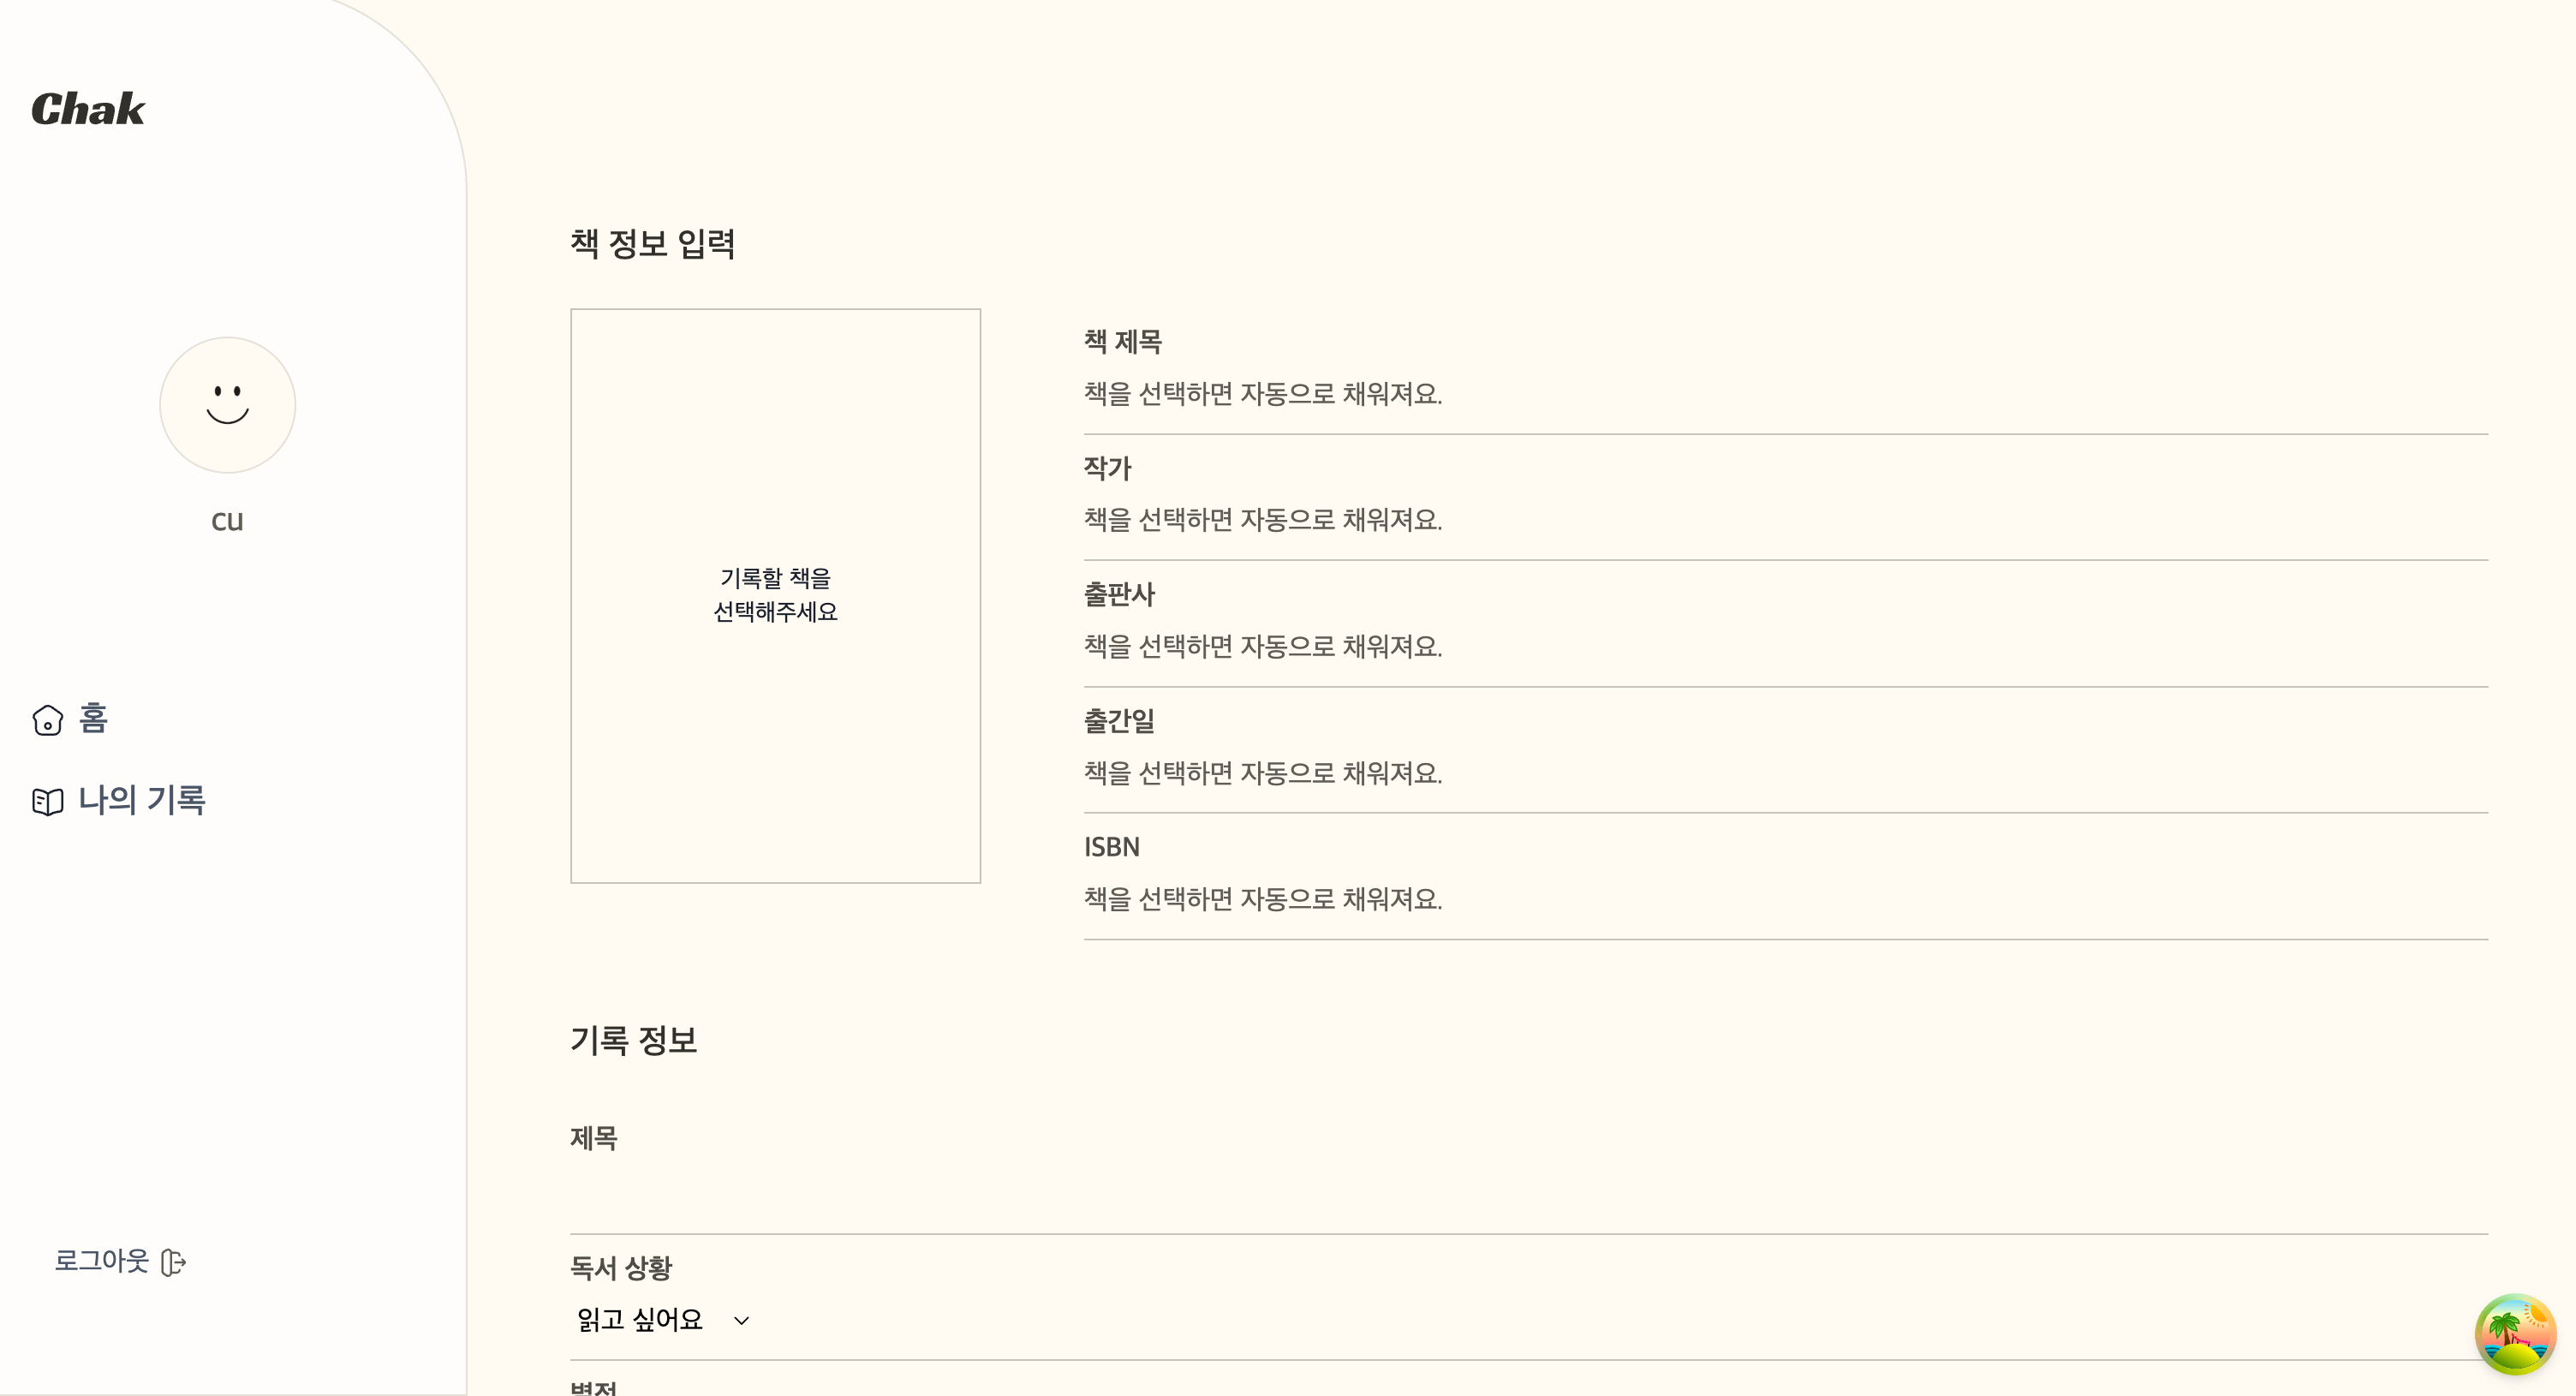 Chak
cu
홈
나의 기록
로그아웃
책 정보 입력
기록할 책을
선택해주세요
책 제목
책을 선택하면 자동으로 채워져요.
작가
책을 선택하면 자동으로 채워져요.
출판사
책을 선택하면 자동으로 채워져요.
출간일
책을 선택하면 자동으로 채워져요.
ISBN
책을 선택하면 자동으로 채워져요.
기록 정보
제목
독서 상황
읽고 싶어요